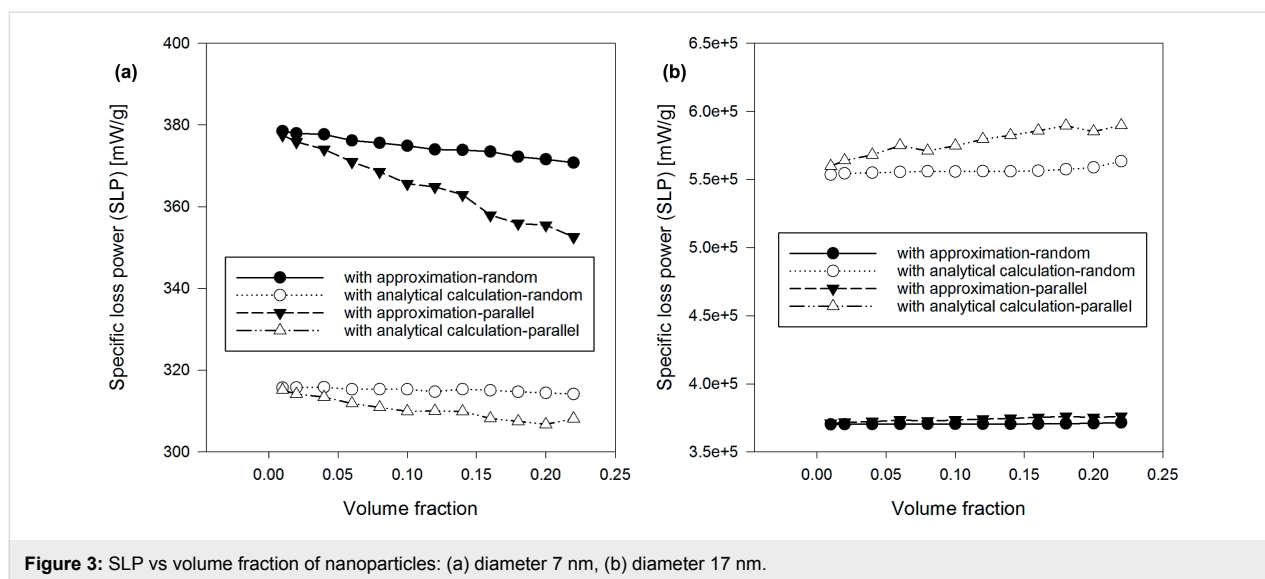 (a)
Specific loss power (SLP) [mW/g]
400
380
360
340
320
300
with approximation-random
with analytical calculation-random
with approximation-parallel
with analytical calculation-parallel
0.00 0.05 0.10 0.15 0.20 0.25
Volume fraction
(b)
Specific loss power (SLP) [mW/g]
6.5e+5
6.0e+5
5.5e+5
5.0e+5
4.5e+5
4.0e+5
3.5e+5
with approximation-random
with analytical calculation-random
with approximation-parallel
with analytical calculation-parallel
0.00 0.05 0.10 0.15 0.20 0.25
Volume fraction
Figure 3: SLP vs volume fraction of nanoparticles: (a) diameter 7 nm, (b) diameter 17 nm.